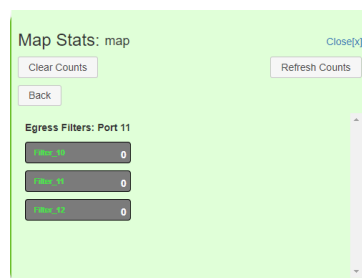 Map Stats: map
Close[x]
Clear Counts
Refresh Counts
Back
Egress Filters: Port 11
Filter_10 0
Filter_11 0
Filter_12 0